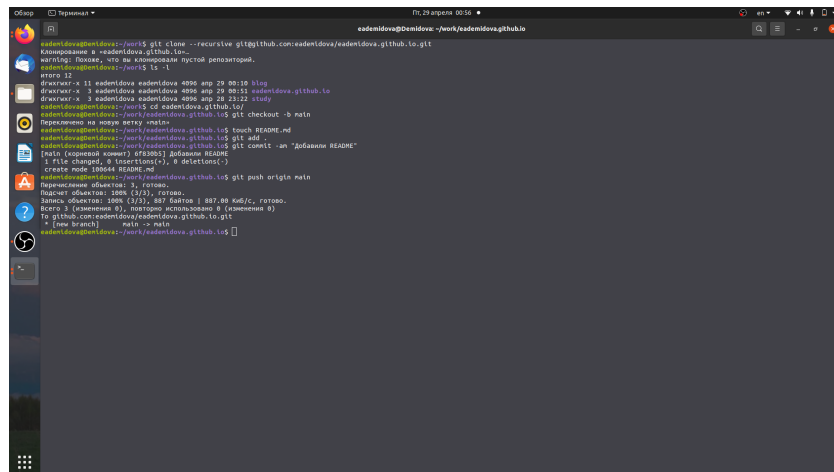 Обзор Терминал Пт, 29 апреля 00:56 en
eademidova@Demidova: ~/work/eademidova.github.io
eademidova@Demidova:~/work$ git clone --recursive git@github.com:eademidova/eademidova.github.io.git
Клонирование в «eademidova.github.io»…
warning: Похоже, что вы клонировали пустой репозиторий.
eademidova@Demidova:~/work$ ls -l
итого 12
drwxrwxr-x 11 eademidova eademidova 4096 апр 29 00:10 blog
drwxrwxr-x 3 eademidova eademidova 4096 апр 29 00:51 eademidova.github.io
drwxrwxr-x 3 eademidova eademidova 4096 апр 28 23:22 study
eademidova@Demidova:~/work$ cd eademidova.github.io/
eademidova@Demidova:~/work/eademidova.github.io$ git checkout -b main
Переключено на новую ветку «main»
eademidova@Demidova:~/work/eademidova.github.io$ touch README.md
eademidova@Demidova:~/work/eademidova.github.io$ git add .
eademidova@Demidova:~/work/eademidova.github.io$ git commit -am "Добавили README"
[main (корневой коммит) 6f830b5] Добавили README
1 file changed, 0 insertions(+), 0 deletions(-)
create mode 100644 README.md
eademidova@Demidova:~/work/eademidova.github.io$ git push origin main
Перечисление объектов: 3, готово.
Подсчет объектов: 100% (3/3), готово.
Запись объектов: 100% (3/3), 887 байтов | 887.00 КиБ/с, готово.
Всего 3 (изменения 0), повторно использовано 0 (изменения 0)
To github.com:eademidova/eademidova.github.io.git
* [new branch] main -> main
eademidova@Demidova:~/work/eademidova.github.io$